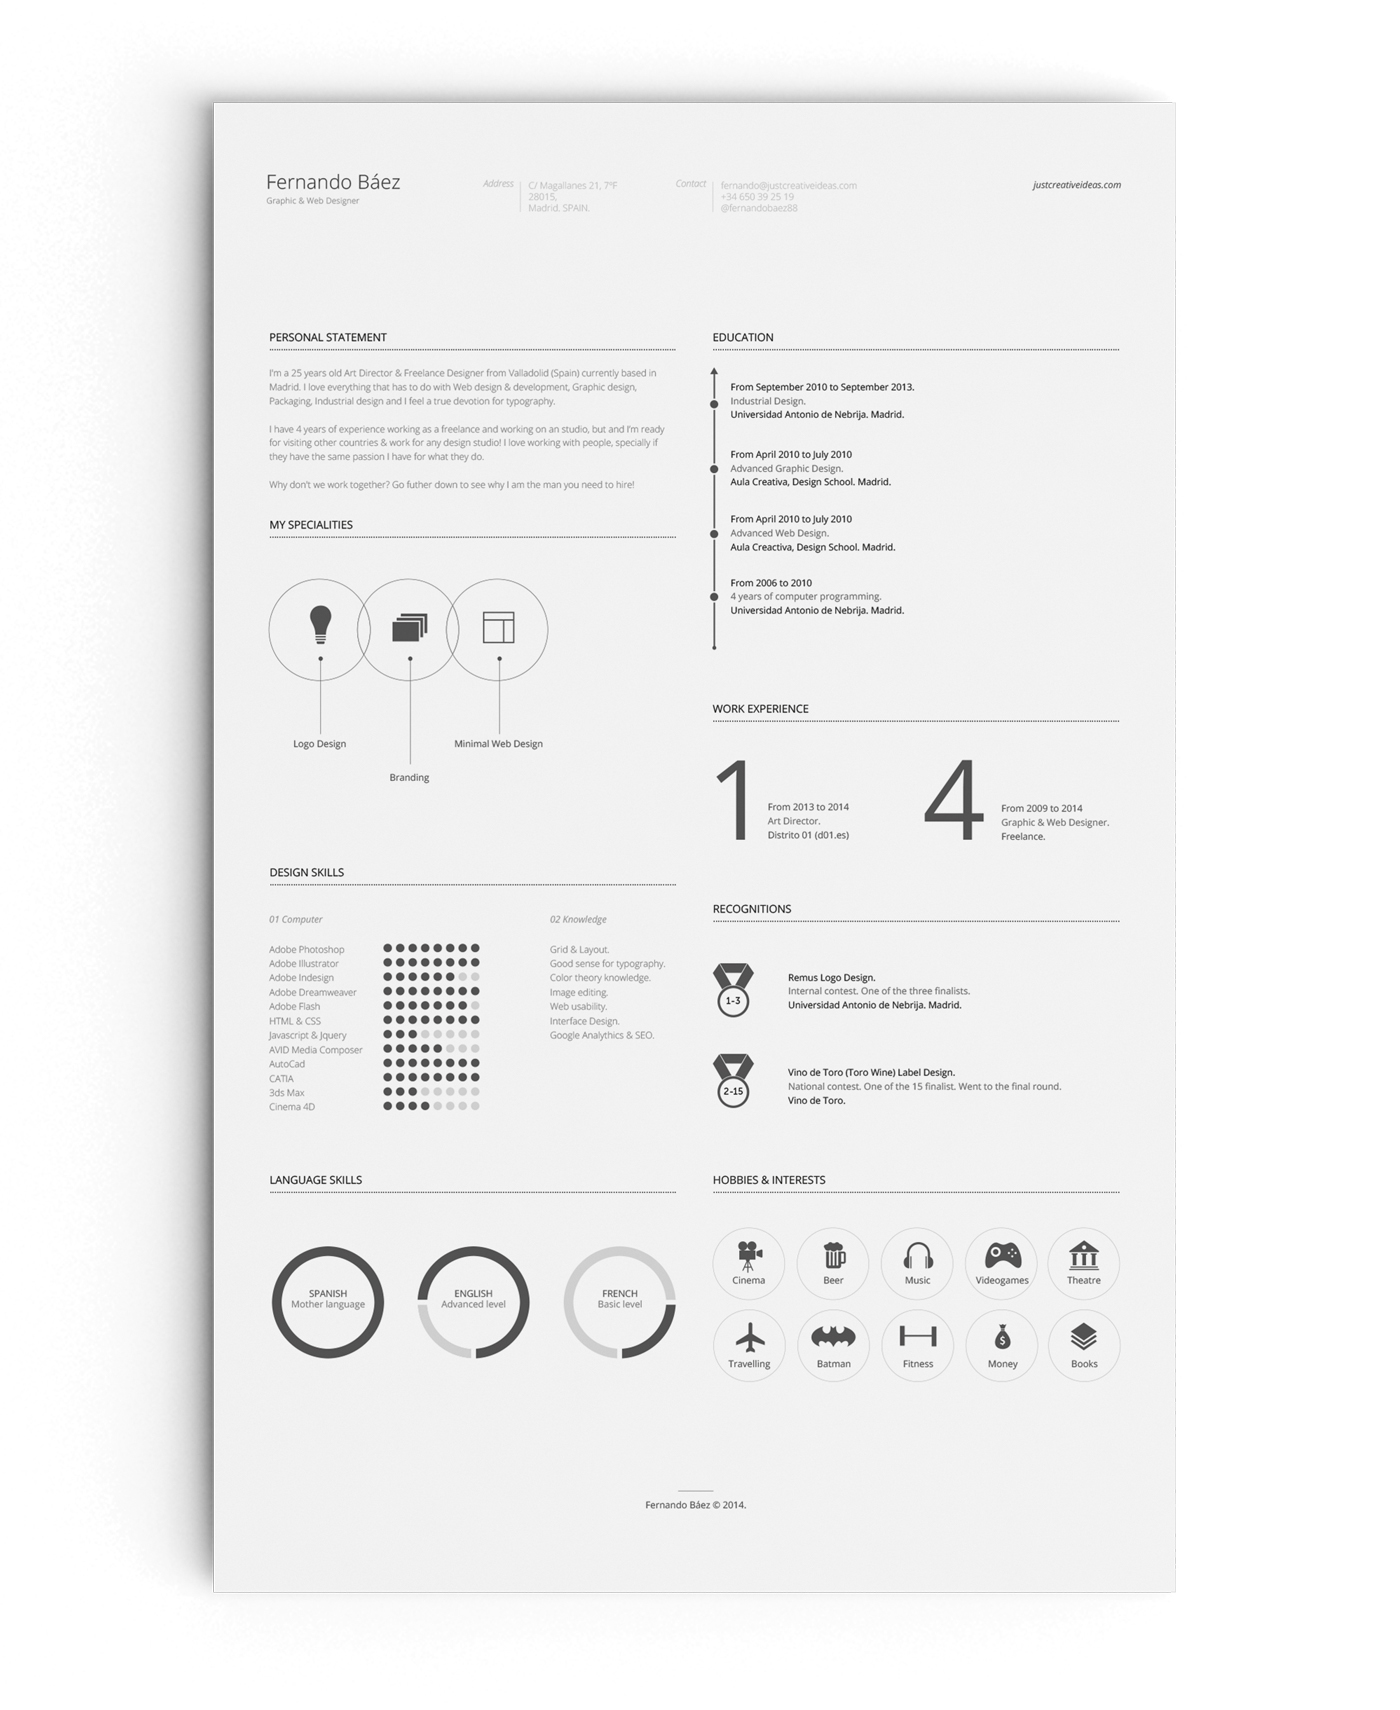 Fernando Báez
Graphic & Web Designer
Address
C/ Magallanes 21, 7ºF
28015,
Madrid. SPAIN.
Contact
fernando@justcreativeideas.com
+34 650 39 25 19
@fernandobaez88
justcreativeideas.com
PERSONAL STATEMENT
I'm a 25 years old Art Director & Freelance Designer from Valladolid (Spain) currently based in
Madrid. I love everything that has to do with Web design & development, Graphic design,
Packaging, Industrial design and I feel a true devotion for typography.
I have 4 years of experience working as a freelance and working on an studio, but and I'm ready
for visiting other countries & work for any design studio! I love working with people, specially if
they have the same passion I have for what they do.
Why don't we work together? Go futher down to see why I am the man you need to hire!
MY SPECIALITIES
Logo Design
Minimal Web Design
Branding
DESIGN SKILLS
01 Computer
Adobe Photoshop
Adobe Illustrator
Adobe Indesign
Adobe Dreamweaver
Adobe Flash
HTML & CSS
Javascript & Jquery
AVID Media Composer
AutoCad
CATIA
3ds Max
Cinema 4D
02 Knowledge
Grid & Layout.
Good sense for typography.
Color theory knowledge.
Image editing.
Web usability.
Interface Design.
Google Analythics & SEO.
LANGUAGE SKILLS
SPANISH
Mother language
ENGLISH
Advanced level
FRENCH
Basic level
EDUCATION
From September 2010 to September 2013.
Industrial Design.
Universidad Antonio de Nebrija. Madrid.
From April 2010 to July 2010
Advanced Graphic Design.
Aula Creativa, Design School. Madrid.
From April 2010 to July 2010
Advanced Web Design.
Aula Creactiva, Design School. Madrid.
From 2006 to 2010
4 years of computer programming.
Universidad Antonio de Nebrija. Madrid.
WORK EXPERIENCE
1
From 2013 to 2014
Art Director.
Distrito 01 (d01.es)
4
From 2009 to 2014
Graphic & Web Designer.
Freelance.
RECOGNITIONS
1-3
Remus Logo Design.
Internal contest. One of the three finalists.
Universidad Antonio de Nebrija. Madrid.
2-15
Vino de Toro (Toro Wine) Label Design.
National contest. One of the 15 finalist. Went to the final round.
Vino de Toro.
HOBBIES & INTERESTS
Cinema
Beer
Music
Videogames
Theatre
Travelling
Batman
Fitness
$
Money
Books
Fernando Báez © 2014.